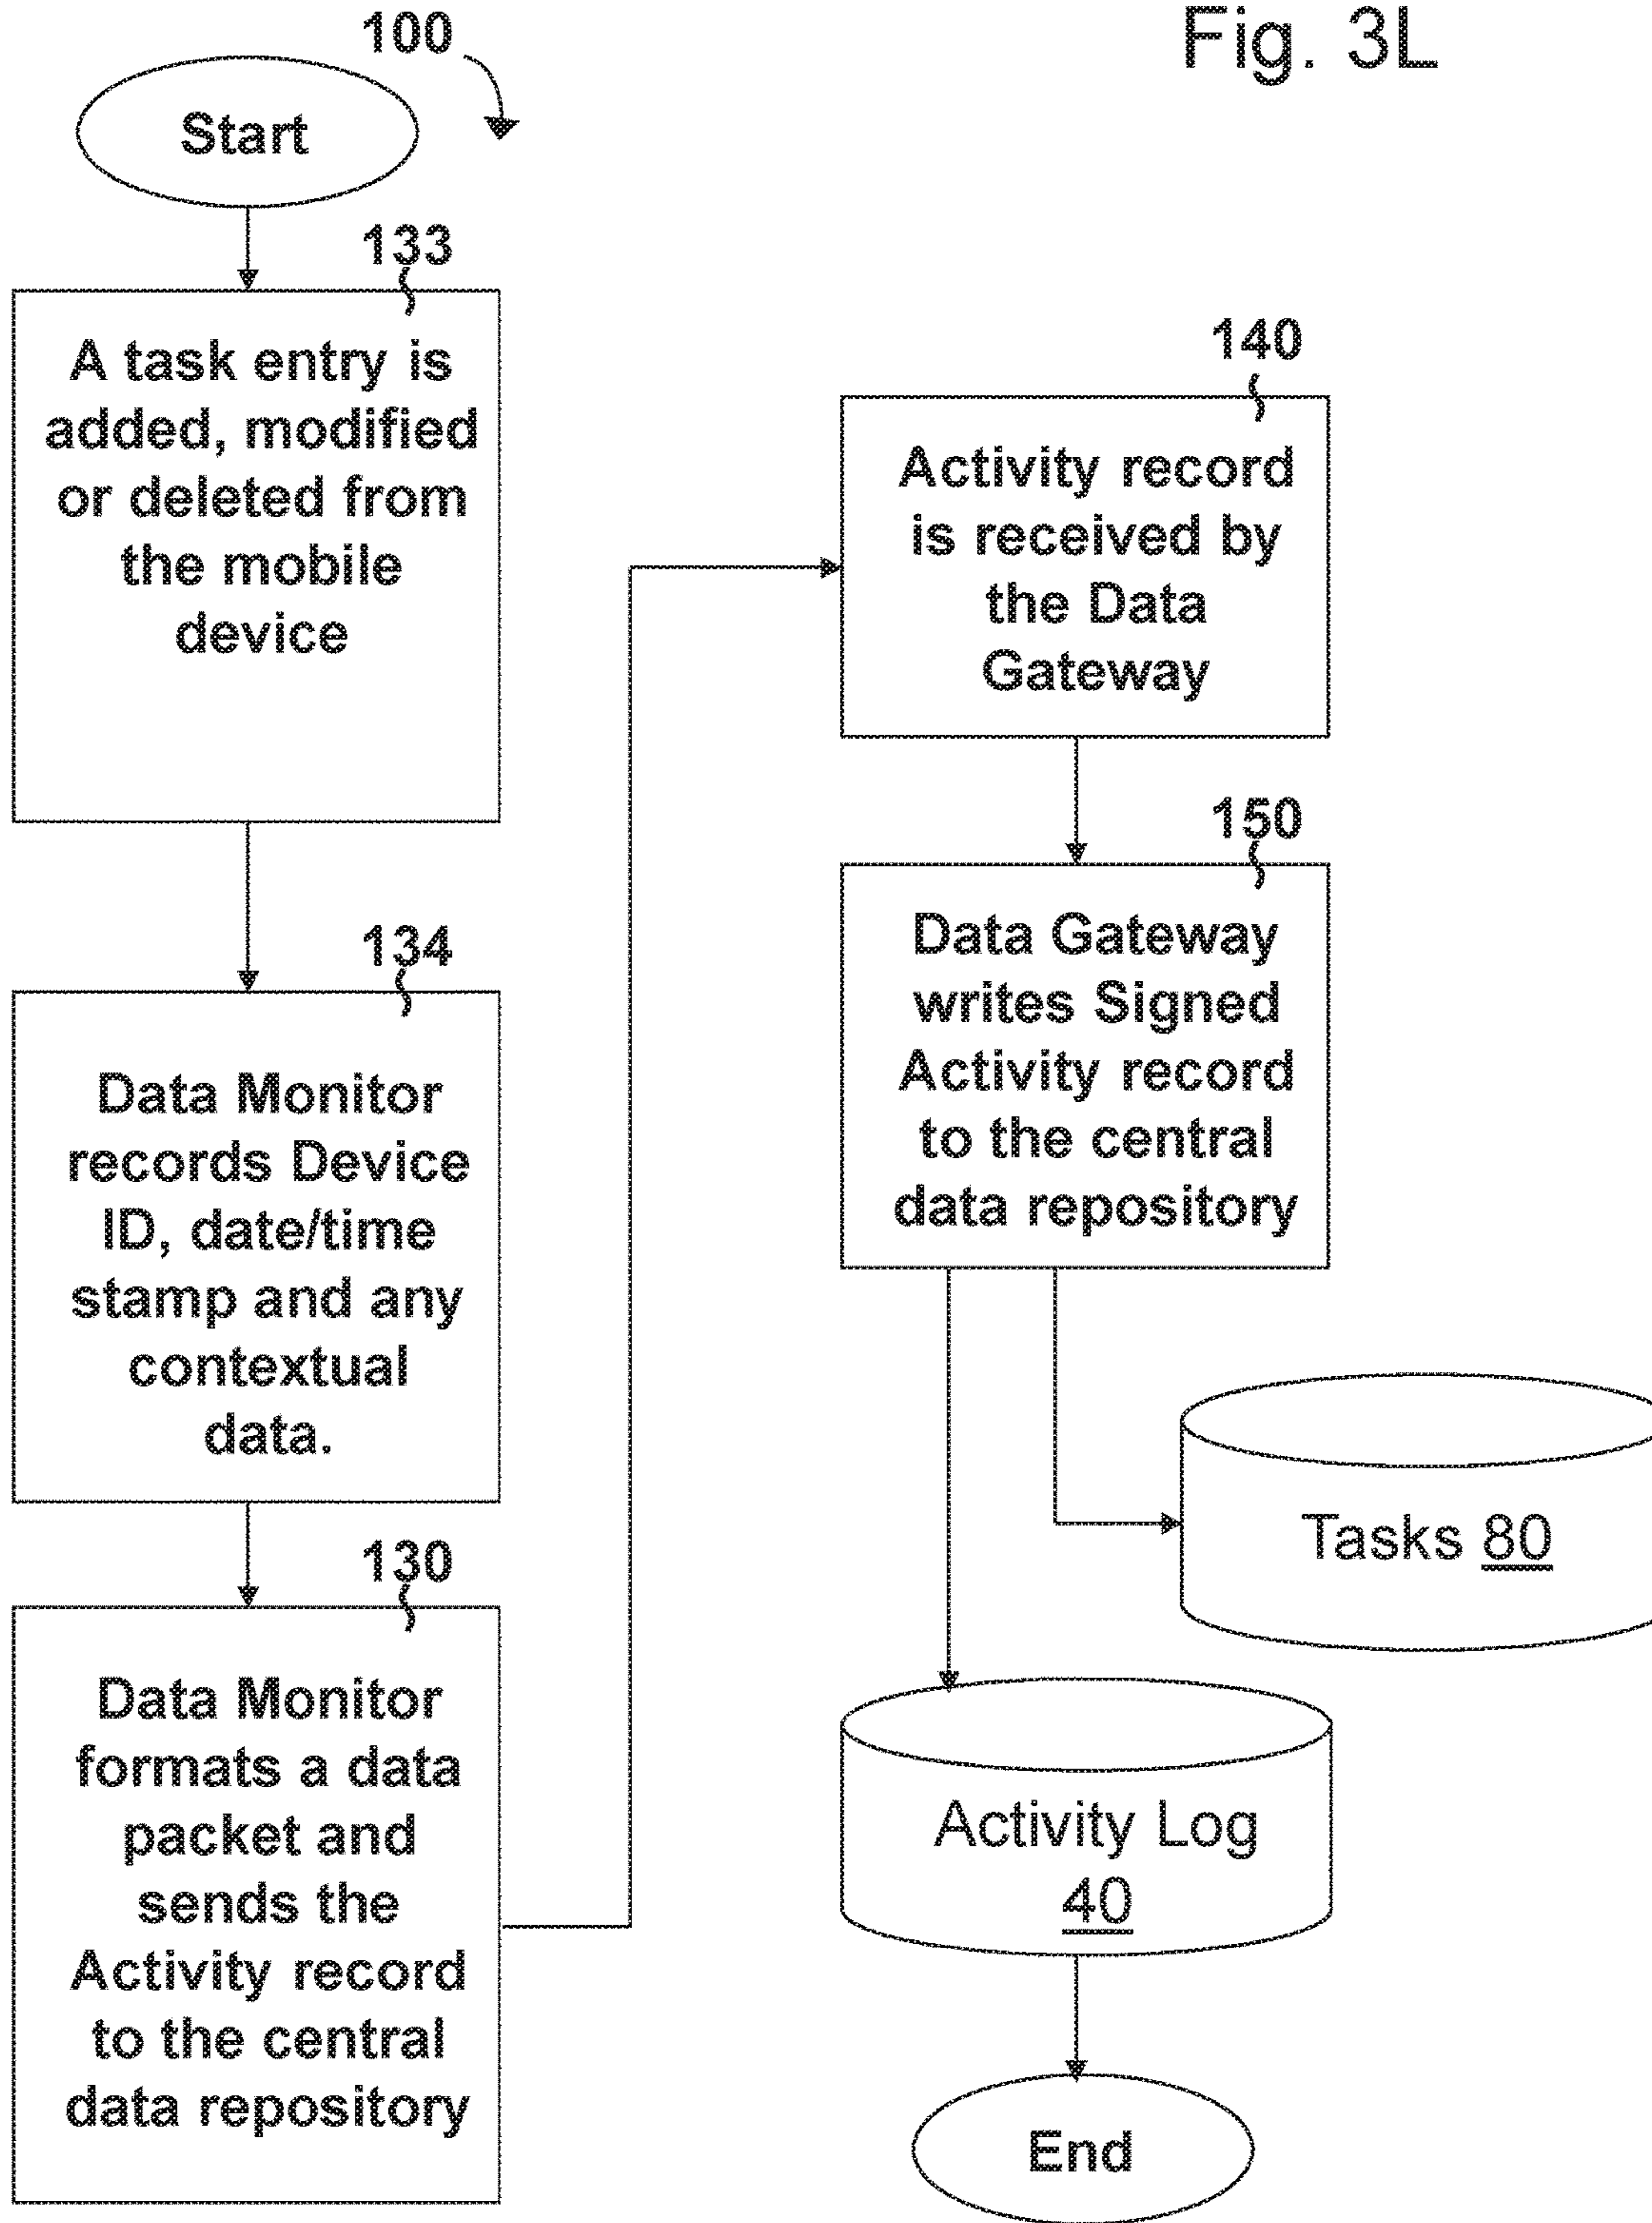 Fig. 3L
100
Start
133
A task entry is
added, modified
or deleted from
the mobile
device
134
Data Monitor
records Device
ID, date/time
stamp and any
contextual
data.
130
Data Monitor
formats a data
packet and
sends the
Activity record
to the central
data repository
140
Activity record
is received by
the Data
Gateway
150
Data Gateway
writes Signed
Activity record
to the central
data repository
Tasks 80
Activity Log
40
End